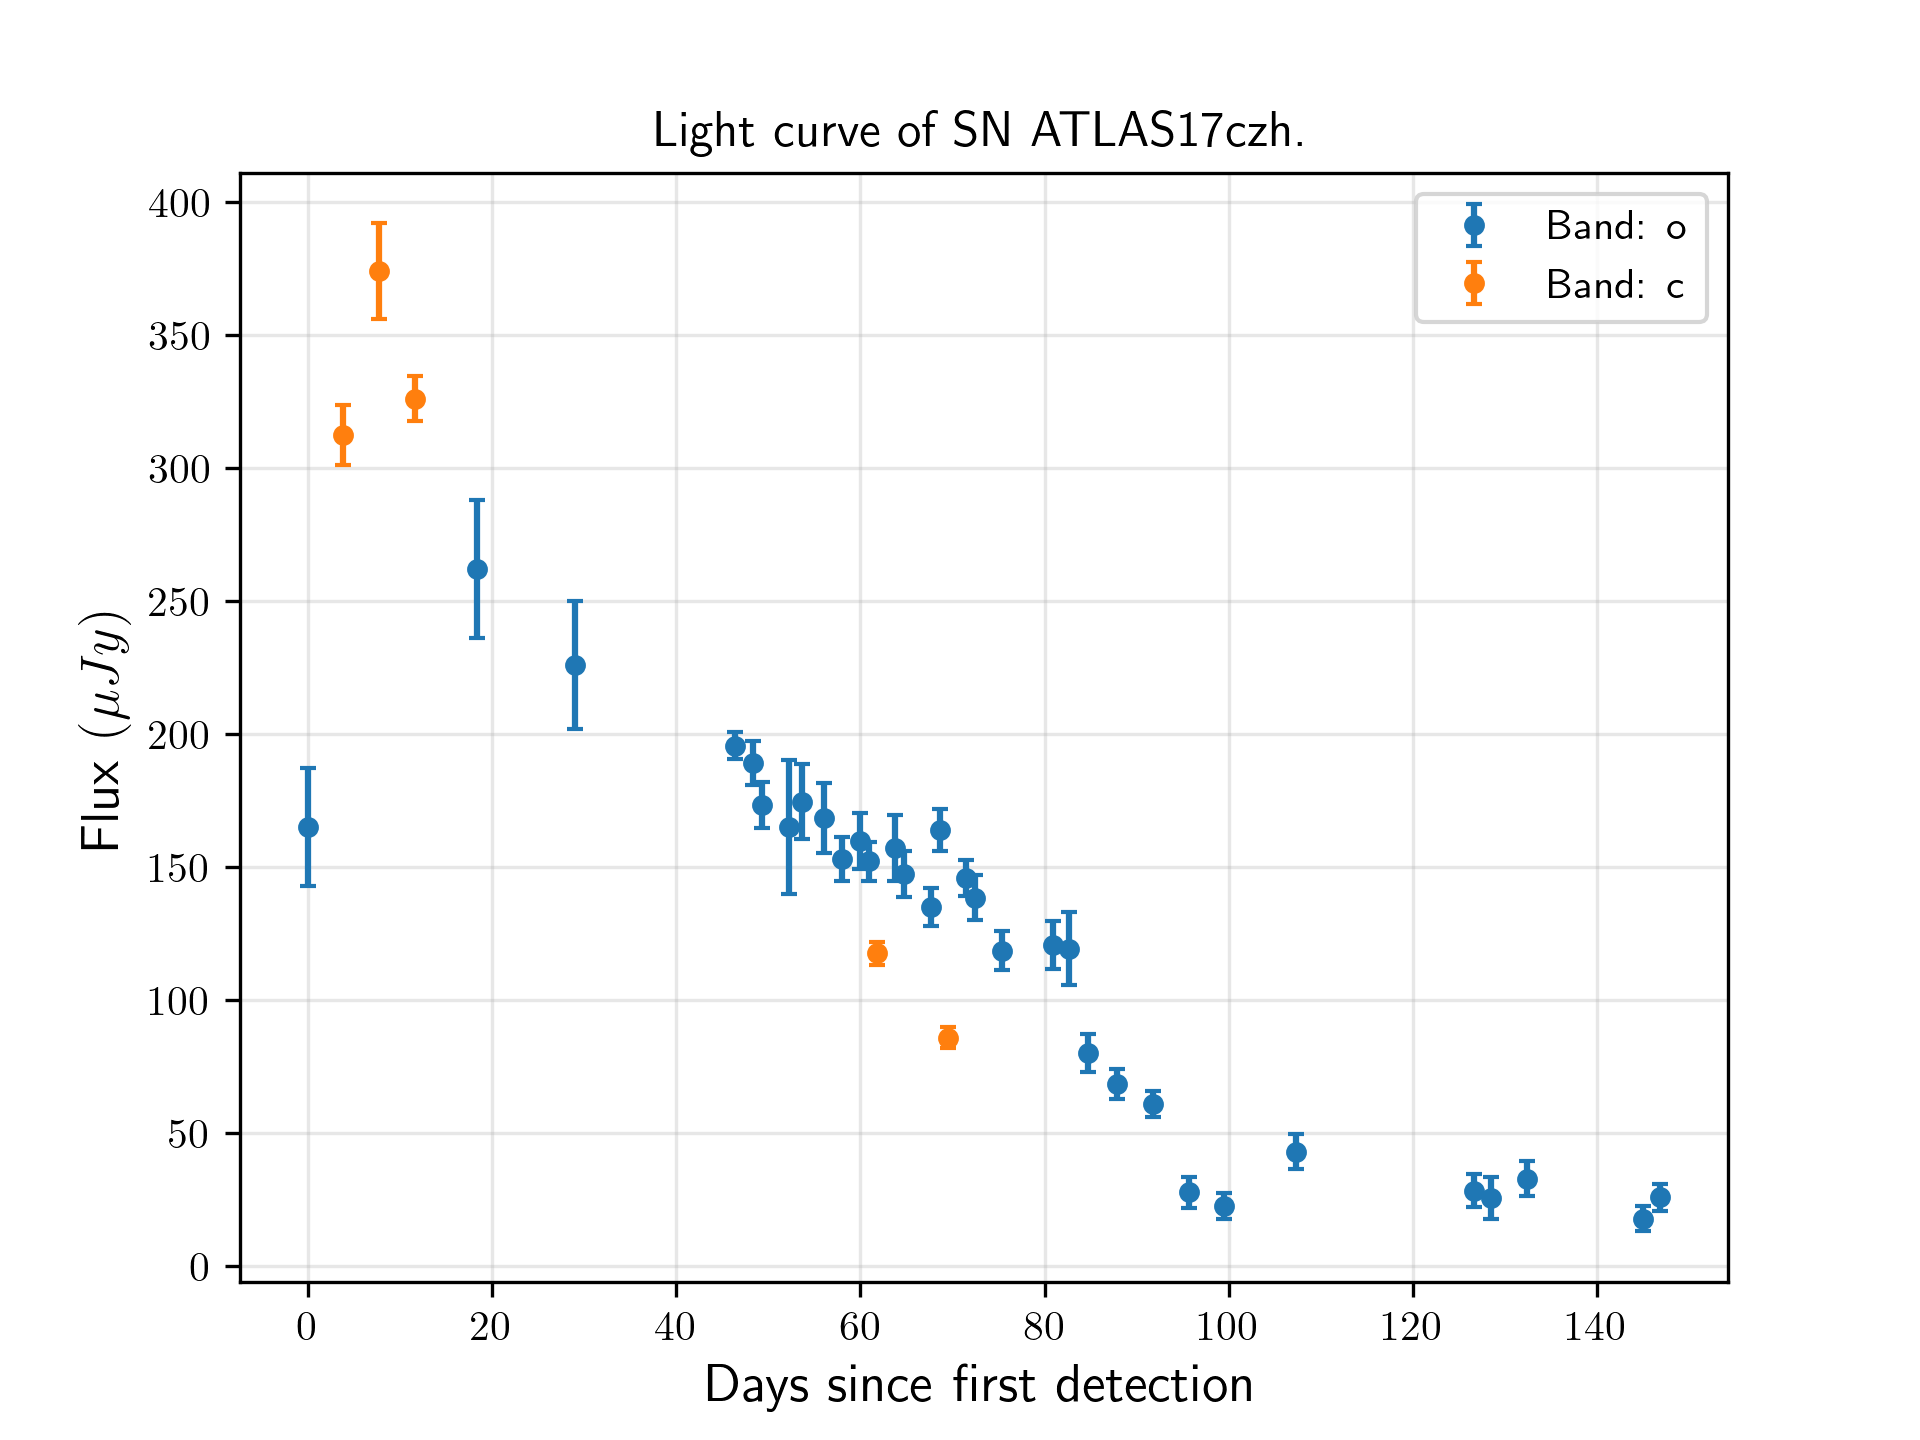 Light curve of SN ATLAS17czh.
400
350
300
250
200
150
100
50
0
Flux (μJy)
Band: o
Band: c
0 20 40 60 80 100 120 140
Days since first detection